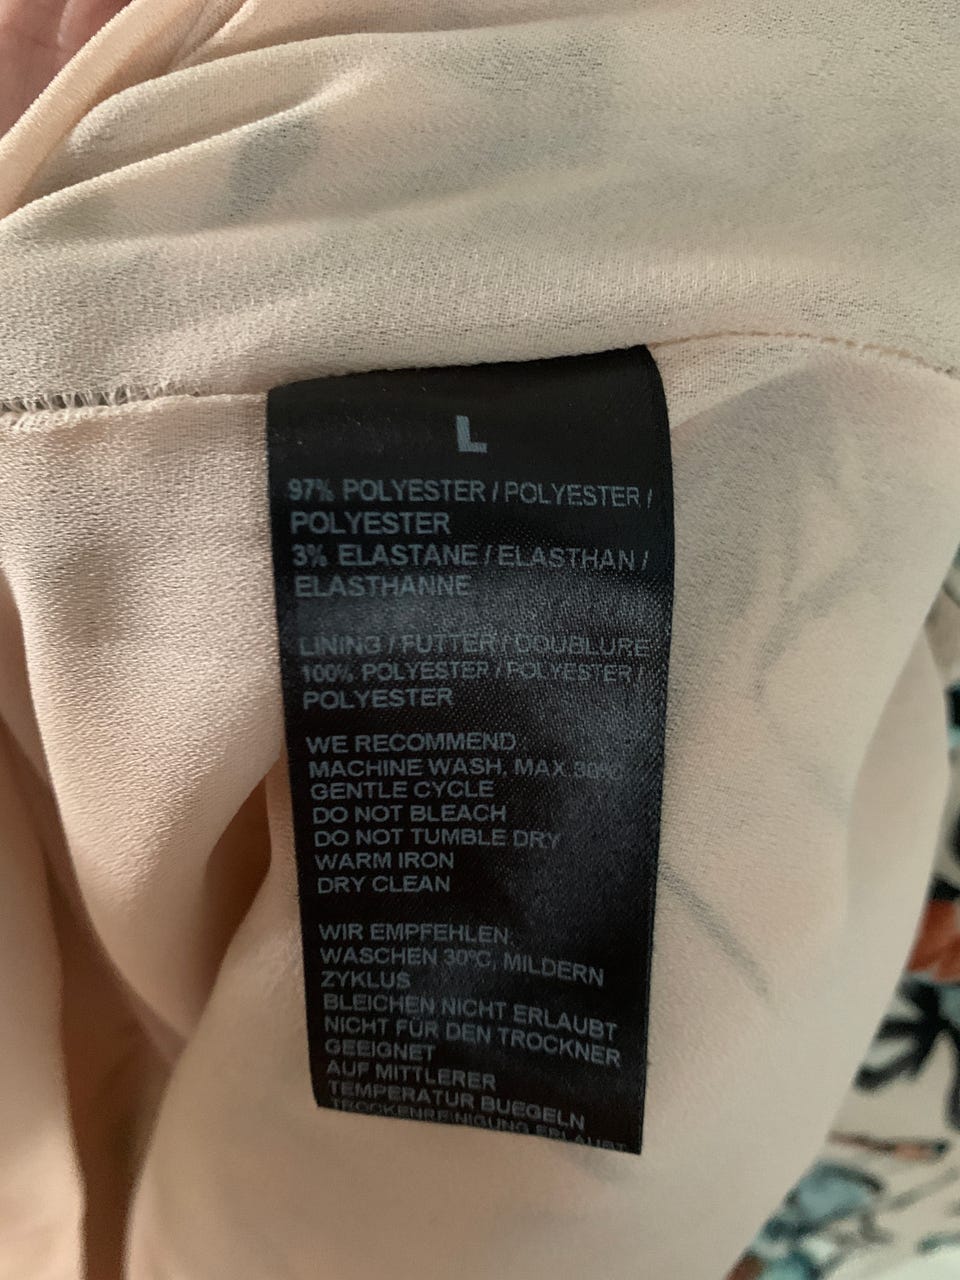 L
97% POLYESTER / POLYESTER /
POLYESTER
3% ELASTANE / ELASTHAN /
ELASTHANNE
LINING / FUTTER / DOUBLURE
100% POLYESTER / POLYESTER /
POLYESTER
WE RECOMMEND
MACHINE WASH, MAX 30°C
GENTLE CYCLE
DO NOT BLEACH
DO NOT TUMBLE DRY
WARM IRON
DRY CLEAN
WIR EMPFEHLEN:
WASCHEN 30°C, MILDERN
ZYKLUS
BLEICHEN NICHT ERLAUBT
NICHT FÜR DEN TROCKNER
GEEIGNET
AUF MITTLERER
TEMPERATUR BUEGELN
TROCKENREINIGUNG ERLAUBT